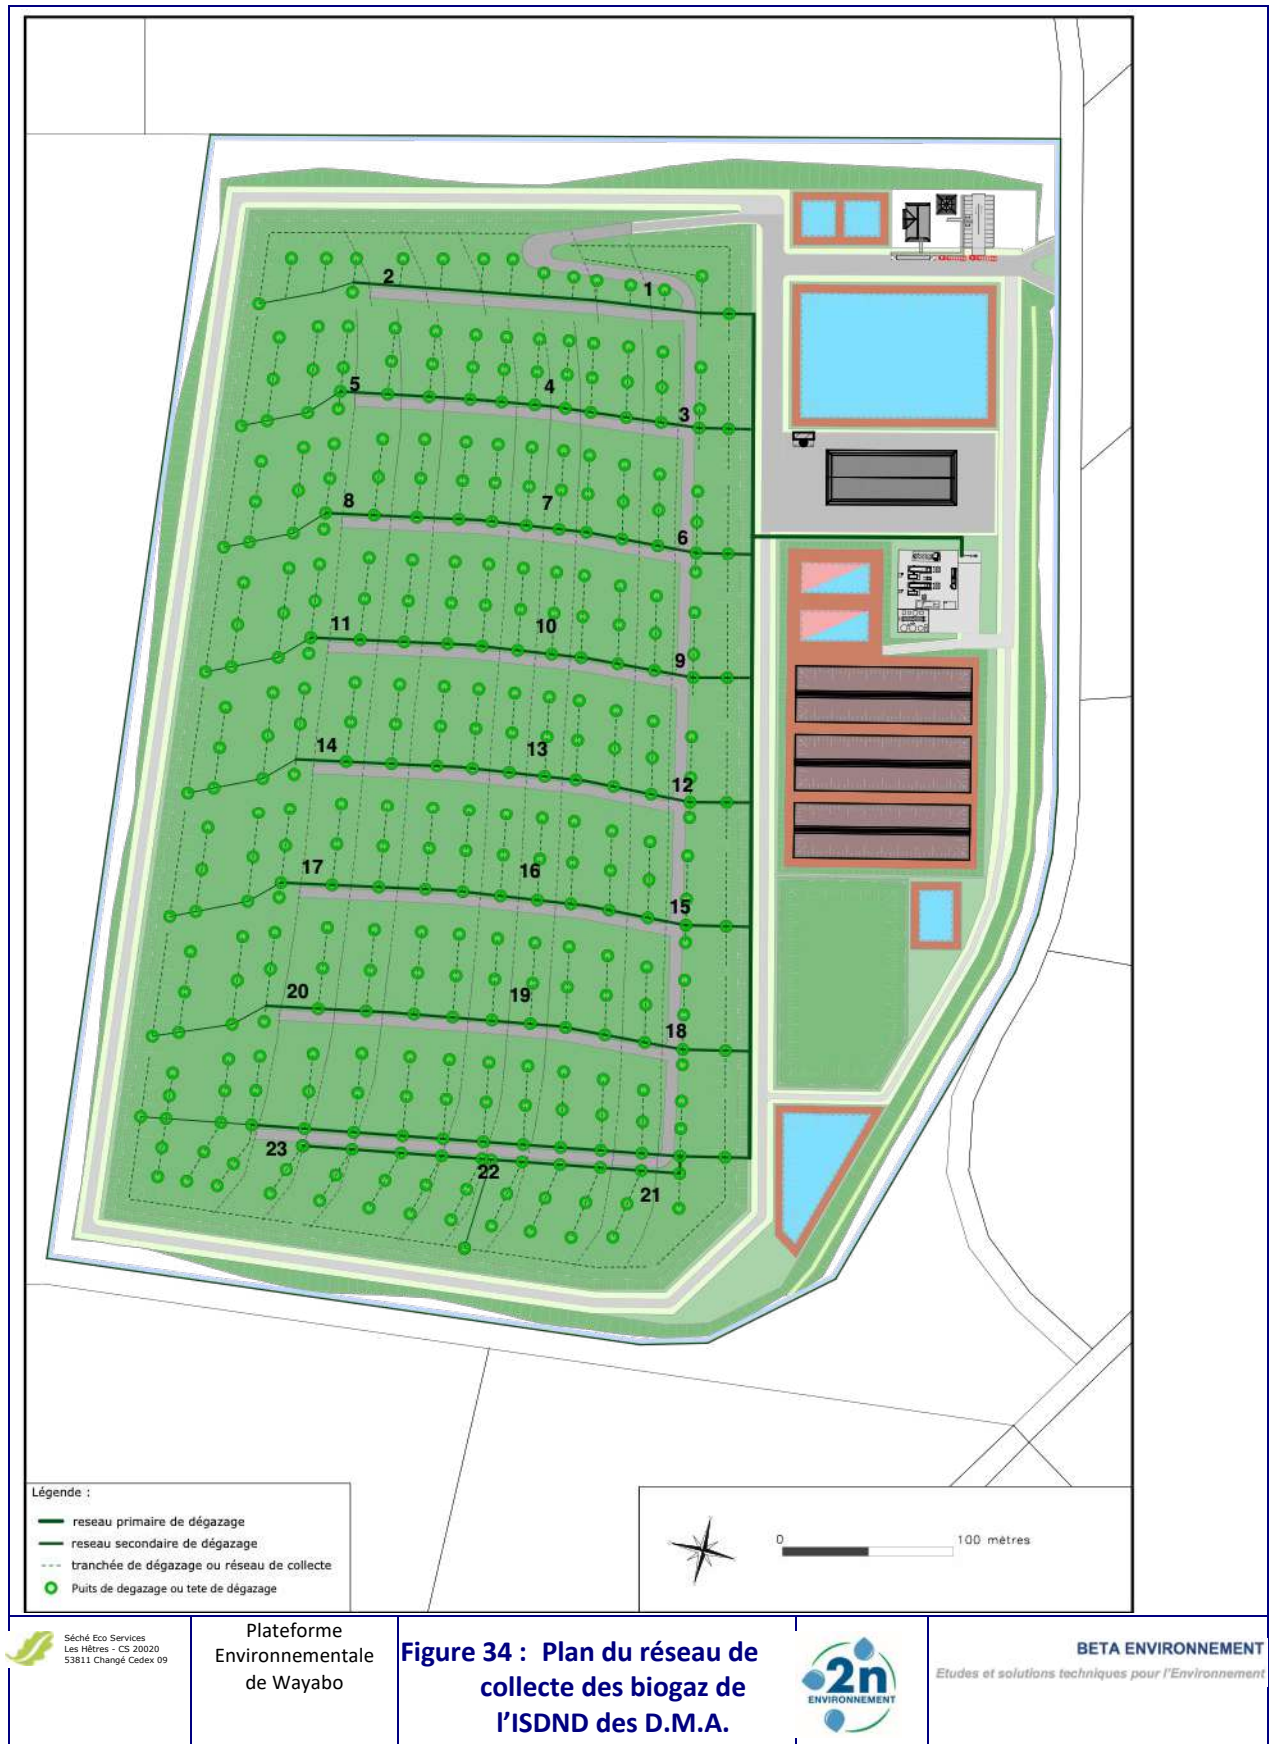 2
1
5
4
3
8
7
6
11
10
9
14
13
12
17
16
15
20
19
18
23
22
21
Légende :
reseau primaire de dégazage
reseau secondaire de dégazage
tranchée de dégazage ou réseau de collecte
Puits de degazage ou tete de dégazage
0
100 mètres
Séché Eco Services
Les Hêtres - CS 20020
53811 Changé Cedex 09
Plateforme
Environnementale
de Wayabo
Figure 34 : Plan du réseau de
collecte des biogaz de
l'ISDND des D.M.A.
2n
ENVIRONNEMENT
BETA ENVIRONNEMENT
Etudes et solutions techniques pour l'Environnement